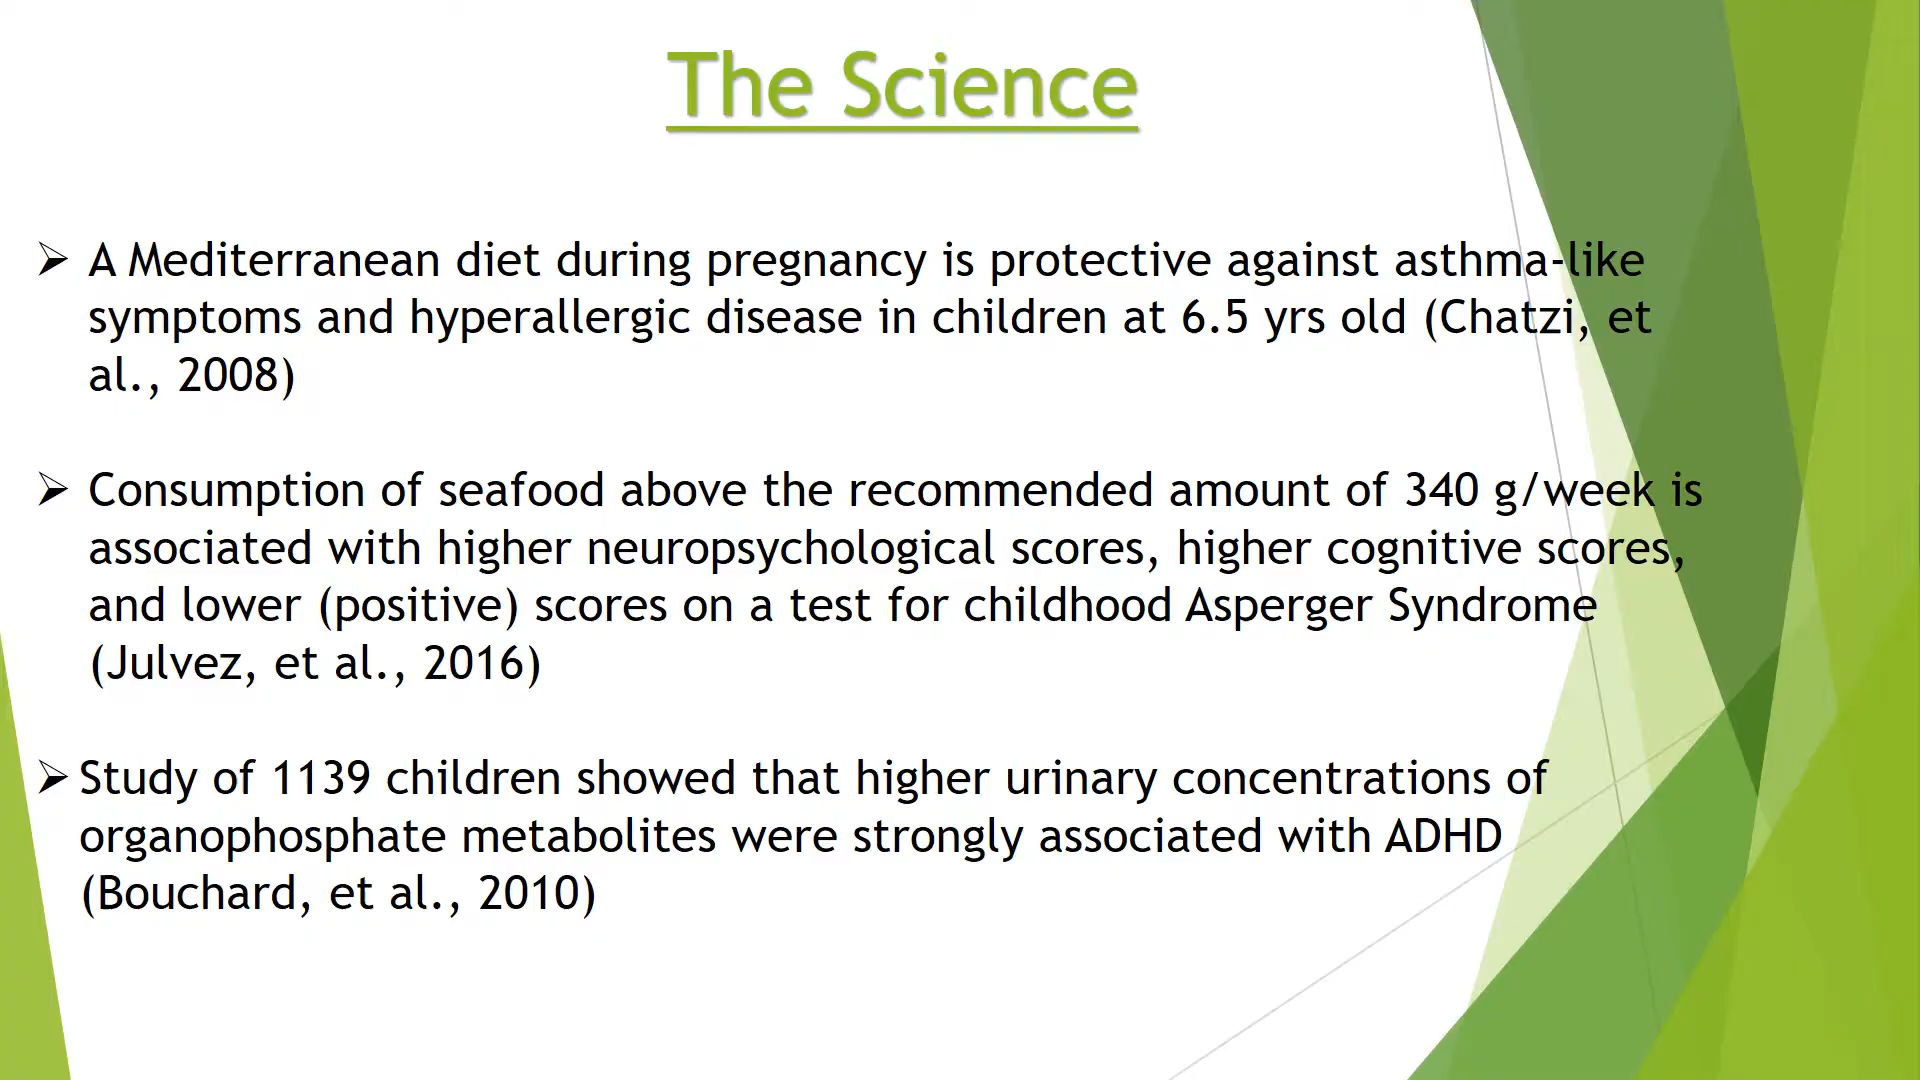 The Science
➢ A Mediterranean diet during pregnancy is protective against asthma-like
symptoms and hyperallergic disease in children at 6.5 yrs old (Chatzi, et
al., 2008)
➢ Consumption of seafood above the recommended amount of 340 g/week is
associated with higher neuropsychological scores, higher cognitive scores,
and lower (positive) scores on a test for childhood Asperger Syndrome
(Julvez, et al., 2016)
➢ Study of 1139 children showed that higher urinary concentrations of
organophosphate metabolites were strongly associated with ADHD
(Bouchard, et al., 2010)